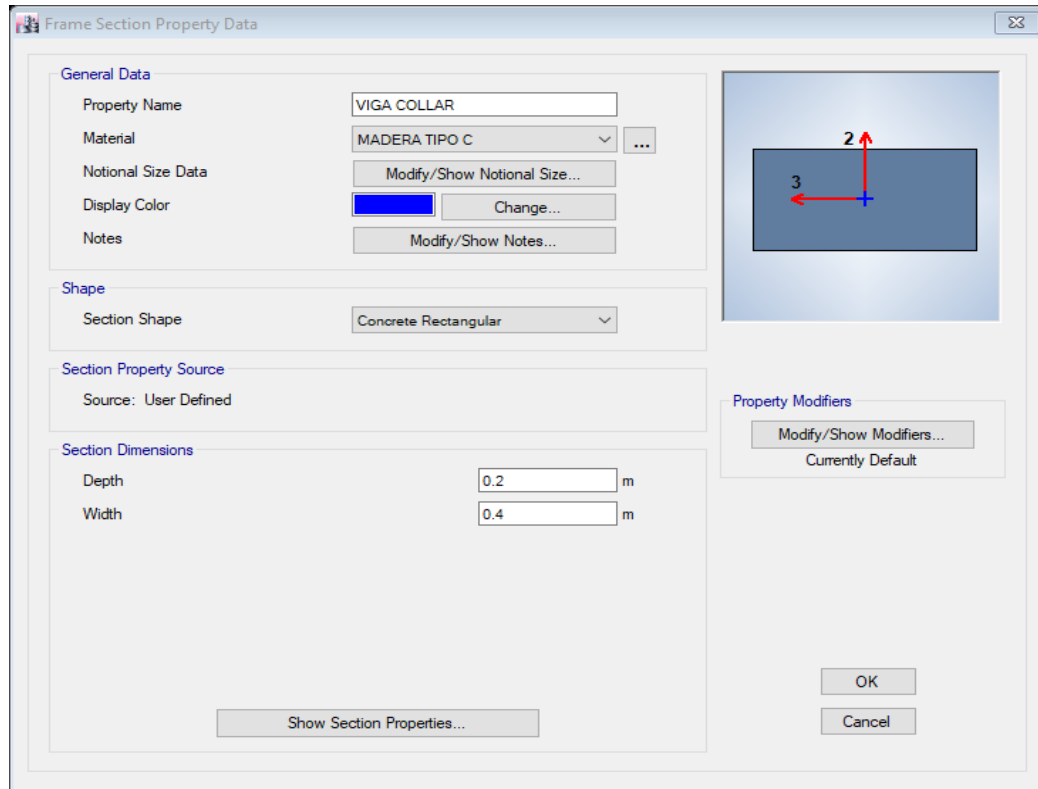 Frame Section Property Data
General Data
Property Name VIGA COLLAR
Material MADERA TIPO C ...
Notional Size Data Modify/Show Notional Size...
Display Color Change...
Notes Modify/Show Notes...
2
3
Shape
Section Shape Concrete Rectangular
Section Property Source
Source: User Defined
Property Modifiers
Modify/Show Modifiers...
Currently Default
Section Dimensions
Depth 0.2 m
Width 0.4 m
Show Section Properties...
OK
Cancel